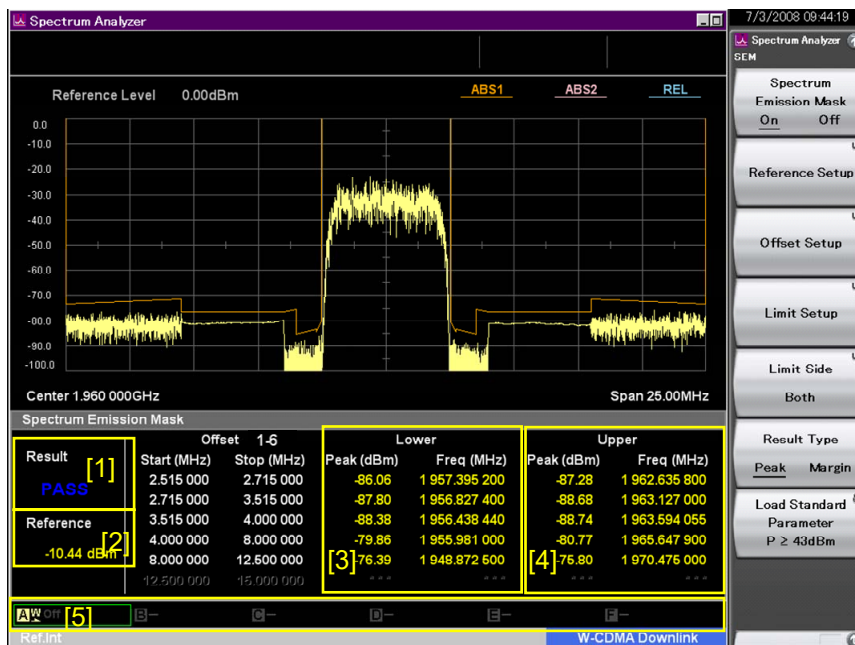 Spectrum Analyzer
7/3/2008 09:44:19
Spectrum Analyzer
SEM
Reference Level 0.00dBm
ABS1 ABS2 REL
0.0
-10.0
-20.0
-30.0
-40.0
-50.0
-60.0
-70.0
-80.0
-90.0
-100.0
Center 1.960 000GHz Span 25.00MHz
Spectrum Emission Mask
Result
[1]
PASS
Reference
[2]
-10.44 dBm
Offset 1-6 Lower Upper
Start (MHz) Stop (MHz) Peak (dBm) Freq (MHz) Peak (dBm) Freq (MHz)
2.515 000 2.715 000 -86.06 1 957.395 200 -87.28 1 962.635 800
2.715 000 3.515 000 -87.80 1 956.827 400 -88.68 1 963.127 000
3.515 000 4.000 000 -88.38 1 956.438 440 -88.74 1 963.594 055
4.000 000 8.000 000 -79.86 1 955.981 000 -80.77 1 965.647 900
8.000 000 12.500 000 [3] -76.39 1 948.872 500 [4] -75.80 1 970.475 000
12.500 000 15.000 000 *** *** *** ***
A W Off [5] B- C- D- E- F-
Ref.Int W-CDMA Downlink
Spectrum
Emission Mask
On Off
Reference Setup
Offset Setup
Limit Setup
Limit Side
Both
Result Type
Peak Margin
Load Standard
Parameter
P ≥ 43dBm